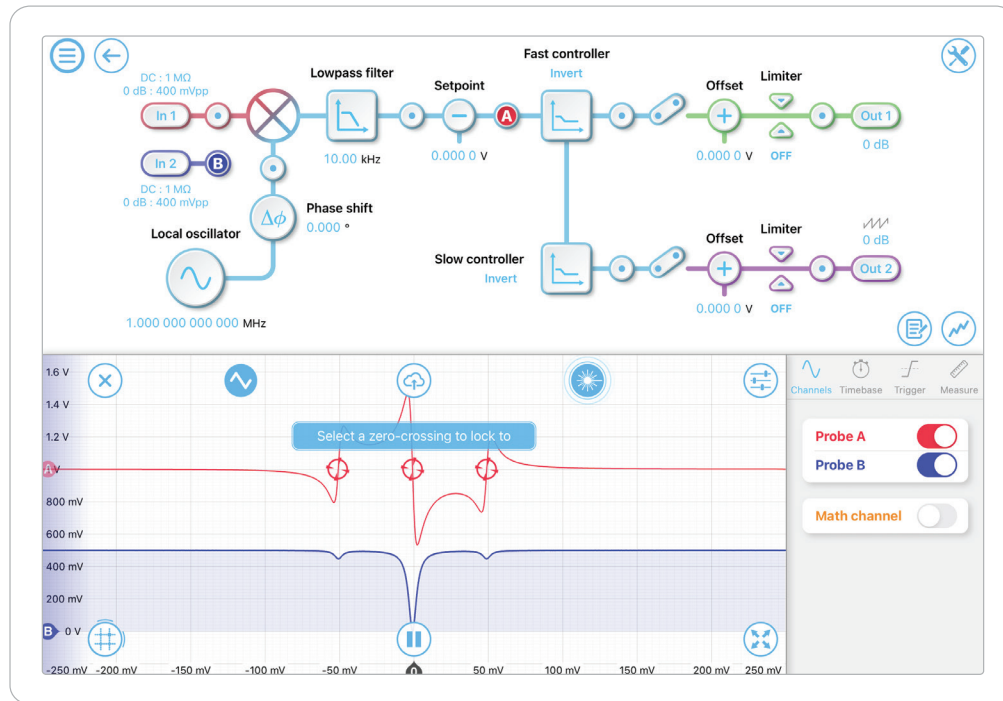 Fast controller
Invert
DC : 1 MΩ
0 dB : 400 mVpp
Lowpass filter
Setpoint
Offset
Limiter
In 1
A
Out 1
10.00 kHz
0.000 0 V
0.000 0 V
OFF
0 dB
In 2
B
DC : 1 MΩ
0 dB : 400 mVpp
Δϕ
Phase shift
0.000 °
Local oscillator
Slow controller
Invert
Offset
Limiter
0 dB
Out 2
0.000 0 V
OFF
1.000 000 000 000 MHz
1.6 V
1.4 V
1.2 V
Select a zero-crossing to lock to
A
V
800 mV
600 mV
400 mV
200 mV
B
0 V
-250 mV -200 mV -150 mV -100 mV -50 mV 0 50 mV 100 mV 150 mV 200 mV 250 mV
Channels Timebase Trigger Measure
Probe A
Probe B
Math channel